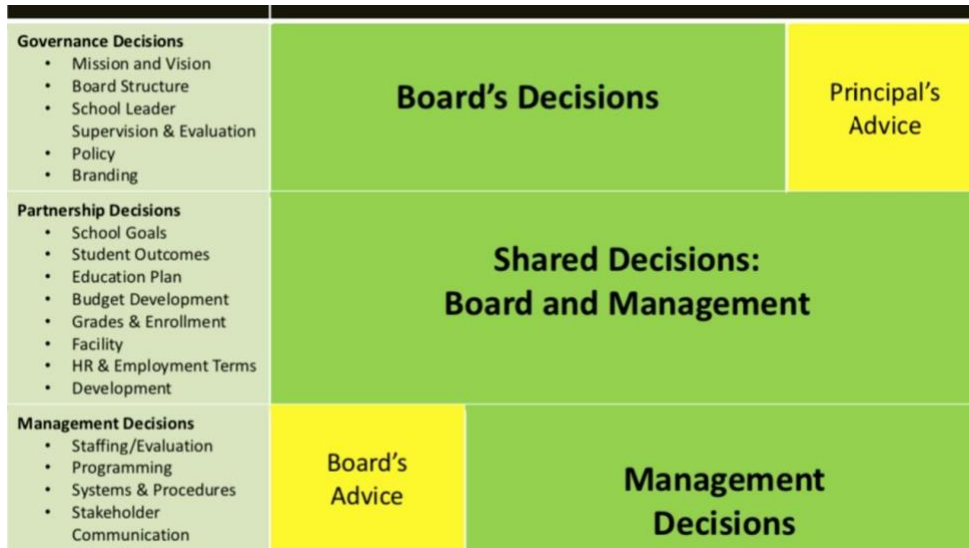 Governance Decisions
• Mission and Vision
• Board Structure
• School Leader
Supervision & Evaluation
• Policy
• Branding
Board's Decisions
Principal's
Advice
Partnership Decisions
• School Goals
• Student Outcomes
• Education Plan
• Budget Development
• Grades & Enrollment
• Facility
• HR & Employment Terms
• Development
Shared Decisions:
Board and Management
Management Decisions
• Staffing/Evaluation
• Programming
• Systems & Procedures
• Stakeholder
Communication
Board's
Advice
Management
Decisions